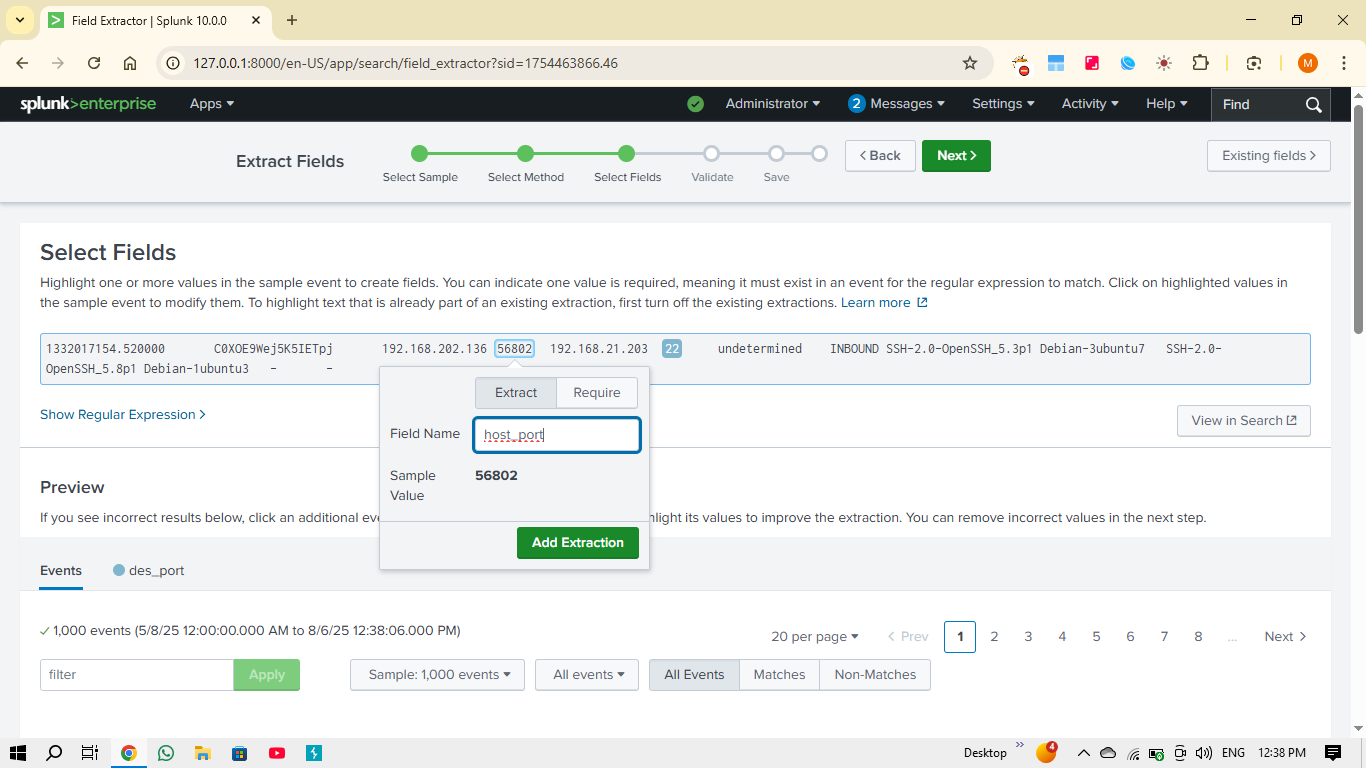 Field Extractor | Splunk 10.0.0
127.0.0.1:8000/en-US/app/search/field_extractor?sid=1754463866.46
M
splunk>enterprise Apps Administrator 2 Messages Settings Activity Help Find
Extract Fields
Select Sample Select Method Select Fields Validate Save
< Back Next > Existing fields >
Select Fields
Highlight one or more values in the sample event to create fields. You can indicate one value is required, meaning it must exist in an event for the regular expression to match. Click on highlighted values in
the sample event to modify them. To highlight text that is already part of an existing extraction, first turn off the existing extractions. Learn more
1332017154.520000 C0XOE9Wej5K5IETpj 192.168.202.136 56802 192.168.21.203 22 undetermined INBOUND SSH-2.0-OpenSSH_5.3p1 Debian-3ubuntu7 SSH-2.0-
OpenSSH_5.8p1 Debian-1ubuntu3 - -
Extract Require
Show Regular Expression >
View in Search
Field Name host_port
Sample
Value
56802
Add Extraction
Preview
If you see incorrect results below, click an additional eve
light its values to improve the extraction. You can remove incorrect values in the next step.
Events des_port
1,000 events (5/8/25 12:00:00.000 AM to 8/6/25 12:38:06.000 PM)
20 per page < Prev 1 2 3 4 5 6 7 8 ... Next >
filter Apply Sample: 1,000 events All events All Events Matches Non-Matches
Desktop » 4 ENG 12:38 PM